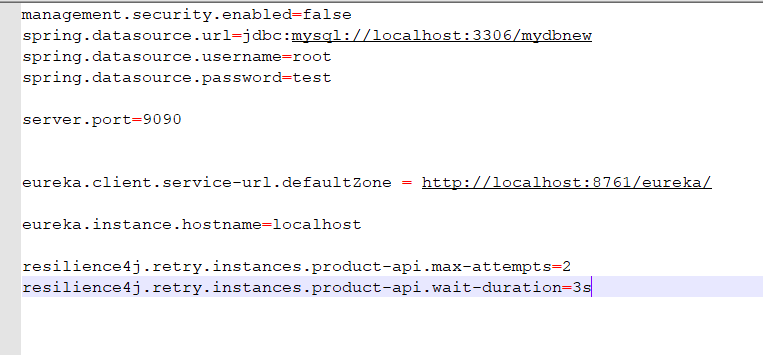 management.security.enabled=false
spring.datasource.url=jdbc:mysql://localhost:3306/mydbnew
spring.datasource.username=root
spring.datasource.password=test
server.port=9090
eureka.client.service-url.defaultZone = http://localhost:8761/eureka/
eureka.instance.hostname=localhost
resilience4j.retry.instances.product-api.max-attempts=2
resilience4j.retry.instances.product-api.wait-duration=3s